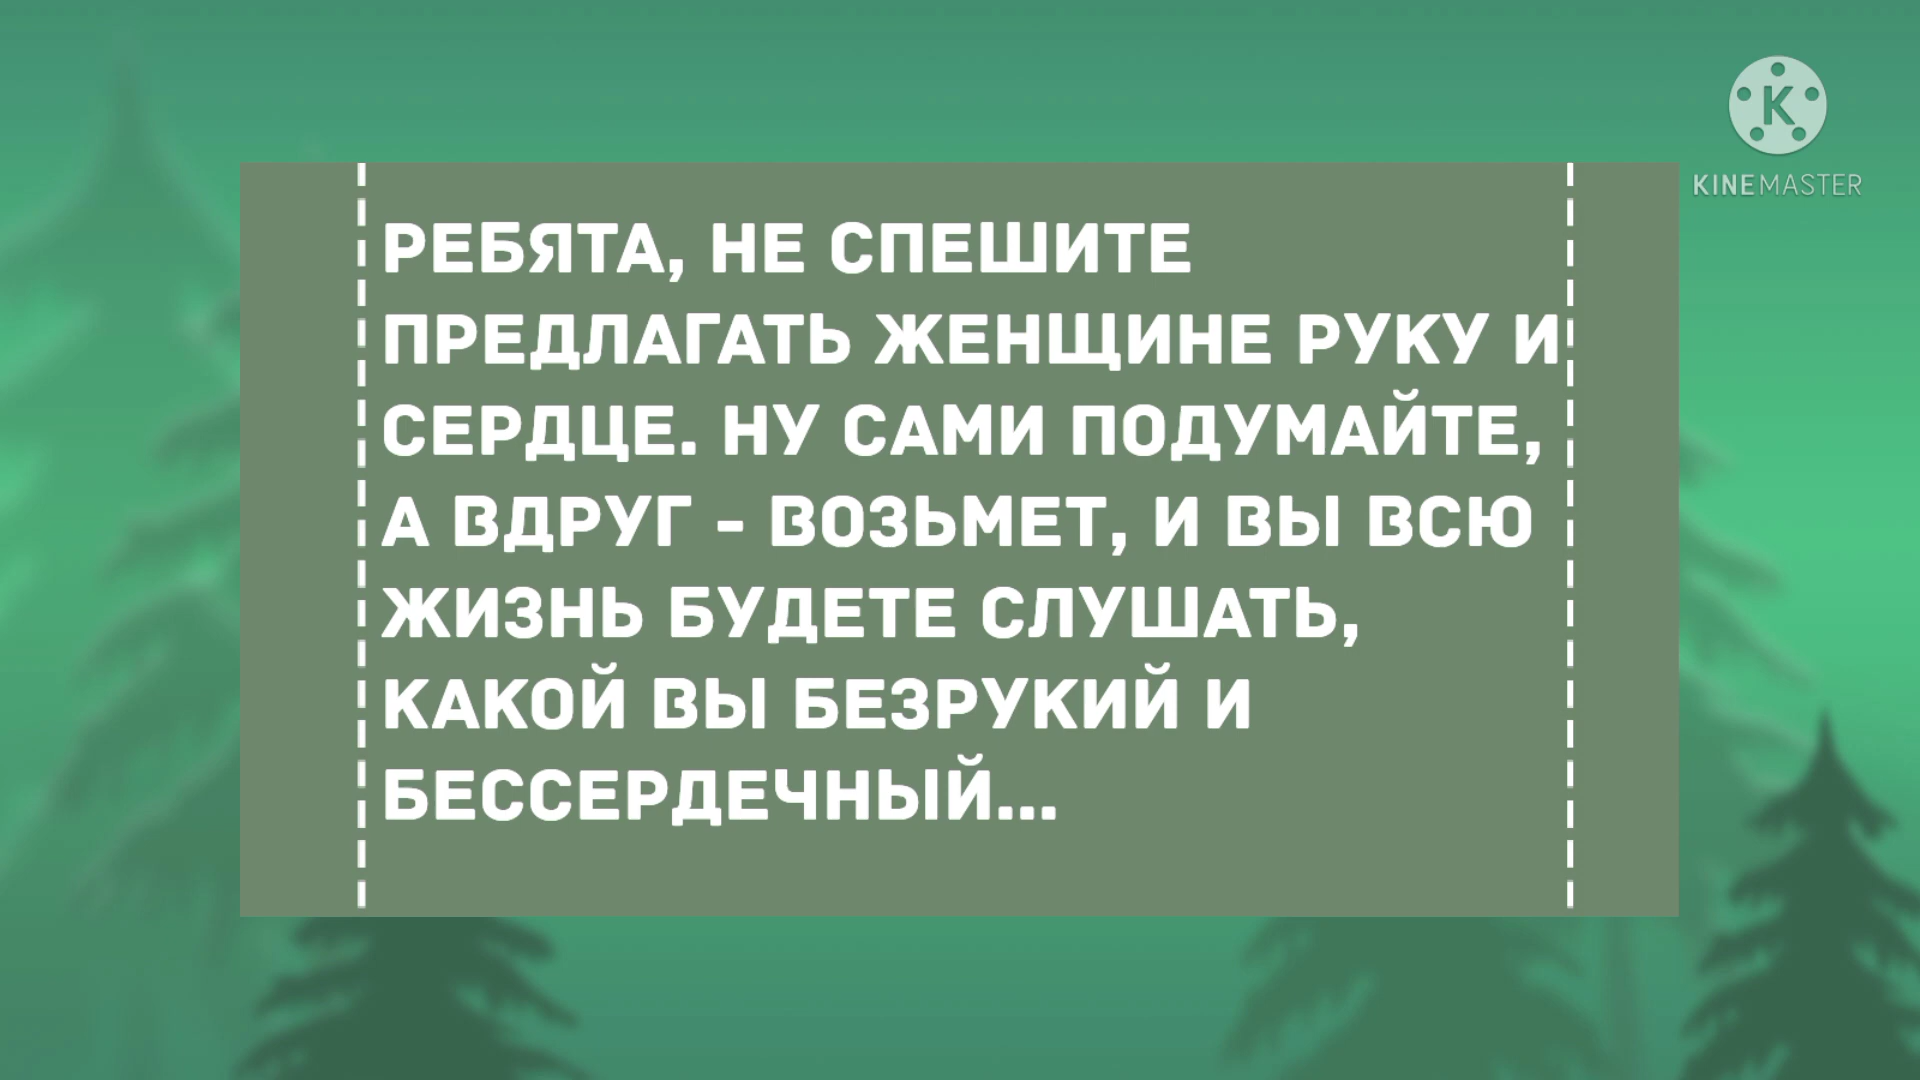 РЕБЯТА, НЕ СПЕШИТЕ
ПРЕДЛАГАТЬ ЖЕНЩИНЕ РУКУ И
СЕРДЦЕ. НУ САМИ ПОДУМАЙТЕ,
А ВДРУГ - ВОЗЬМЕТ, И ВЫ ВСЮ
ЖИЗНЬ БУДЕТЕ СЛУШАТЬ,
КАКОЙ ВЫ БЕЗРУКИЙ И
БЕССЕРДЕЧНЫЙ...
K
KINEMASTER